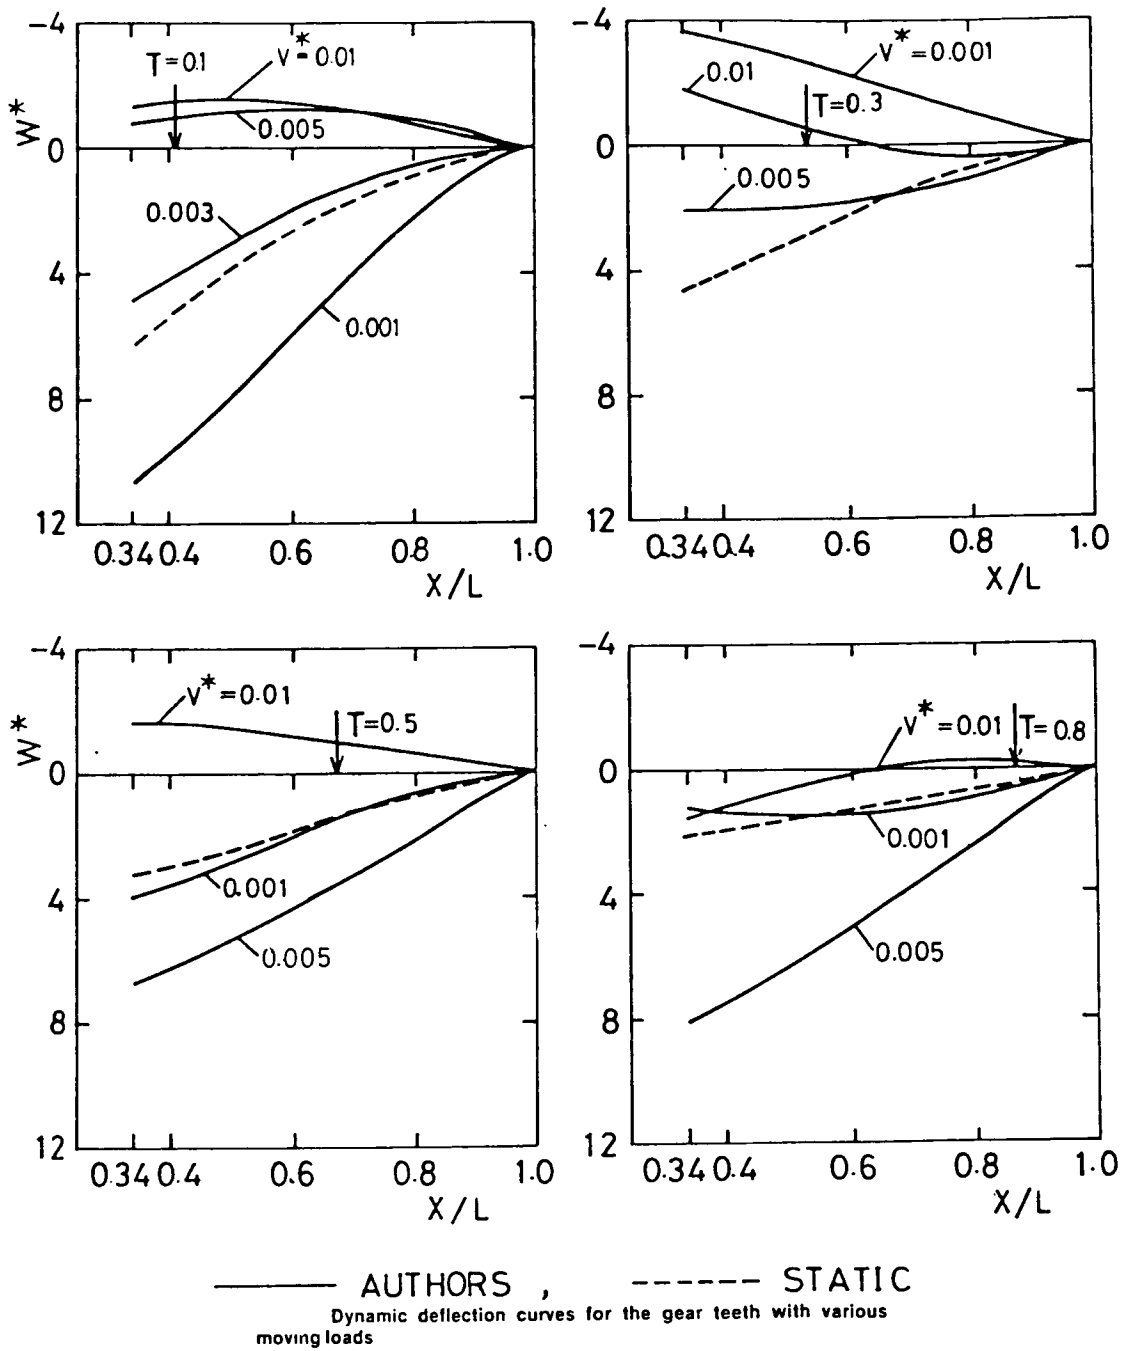 -4
T=0.1
v*=0.01
W*
0.005
0
0.003
4
0.001
8
12
0.34 0.4 0.6 0.8 1.0
X/L
-4
v*=0.001
0.01
T=0.3
0
0.005
4
8
12
0.34 0.4 0.6 0.8 1.0
X/L
-4
v*=0.01
T=0.5
W*
0
0.001
4
0.005
8
12
0.34 0.4 0.6 0.8 1.0
X/L
-4
v*=0.01 T=0.8
0
0.001
4
0.005
8
12
0.34 0.4 0.6 0.8 1.0
X/L
AUTHORS , STATIC
Dynamic deflection curves for the gear teeth with various
moving loads